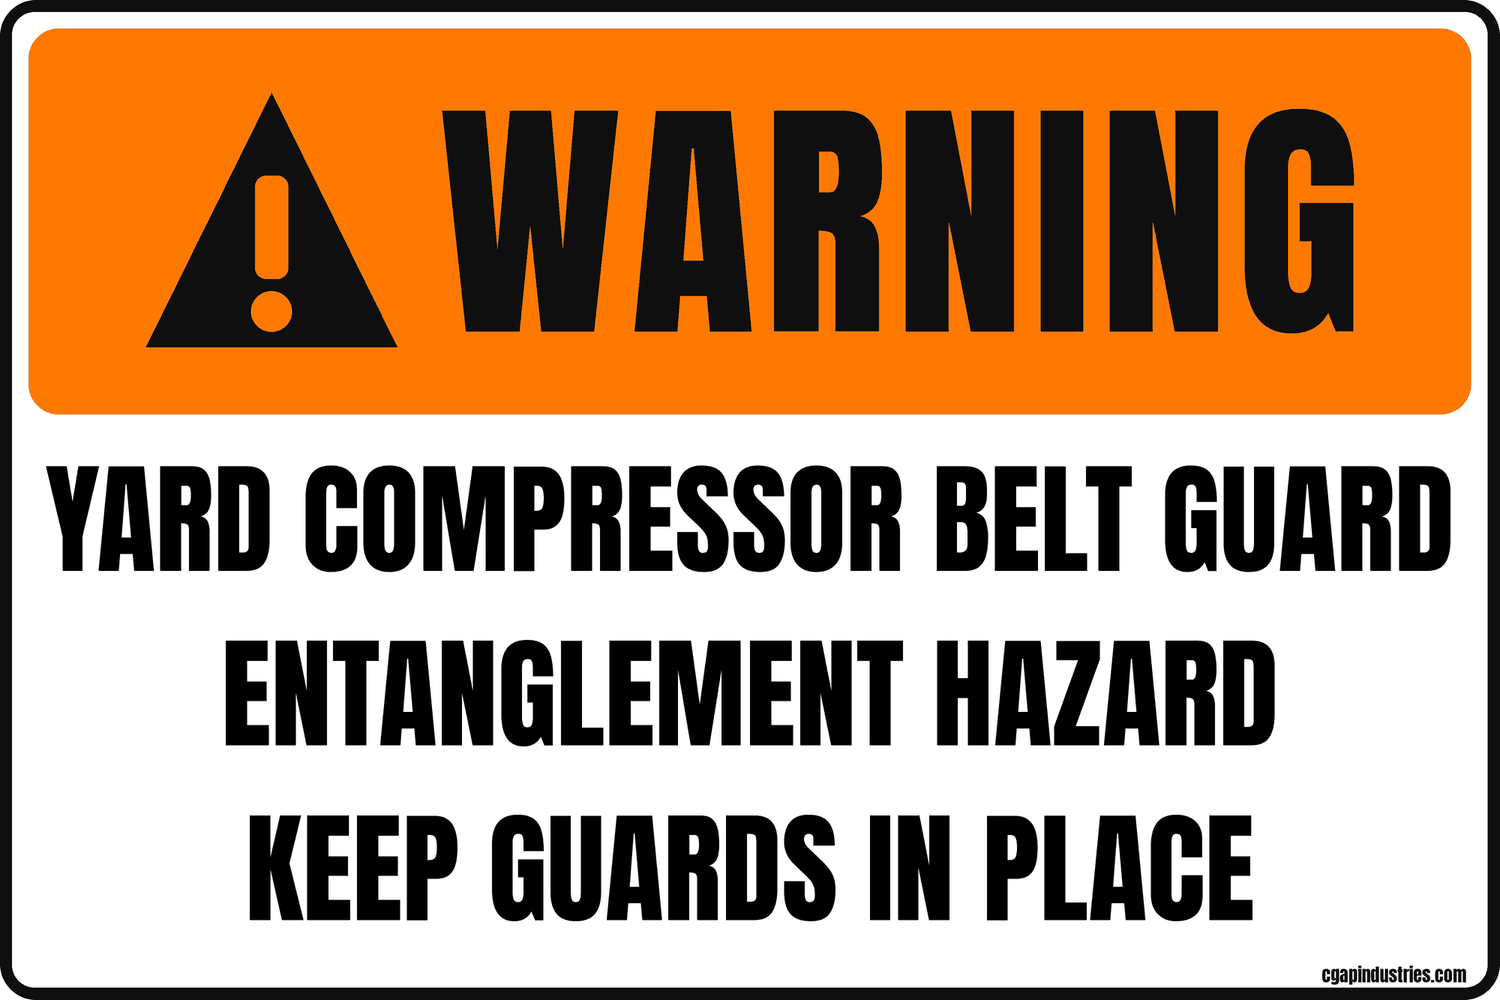 WARNING
YARD COMPRESSOR BELT GUARD
ENTANGLEMENT HAZARD
KEEP GUARDS IN PLACE
cgapindustries.com